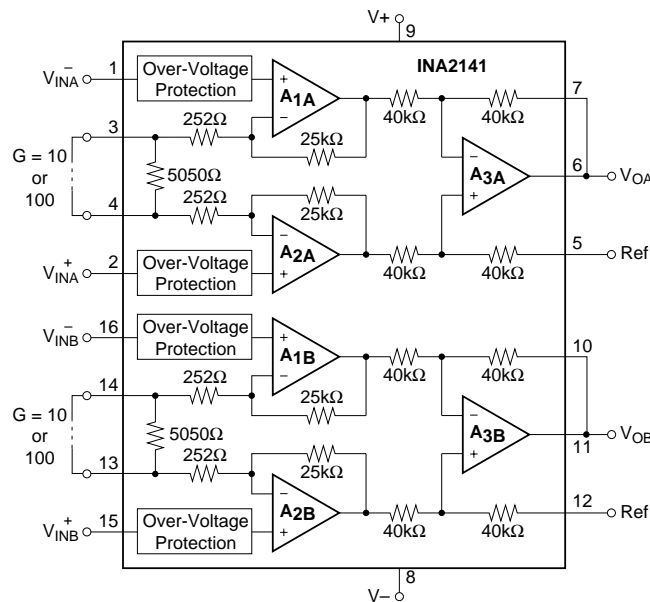 V+
9
INA2141
V−INA
1
Over-Voltage
Protection
A1A
40kΩ
40kΩ
7
3
252Ω
25kΩ
G = 10
or
100
5050Ω
A3A
6
VOA
4
252Ω
25kΩ
5
Ref
A2A
40kΩ
40kΩ
V+INA
2
Over-Voltage
Protection
V−INB
16
Over-Voltage
Protection
A1B
40kΩ
40kΩ
10
14
252Ω
25kΩ
G = 10
or
100
5050Ω
A3B
11
VOB
13
252Ω
25kΩ
12
Ref
A2B
40kΩ
40kΩ
V+INB
15
Over-Voltage
Protection
8
V−